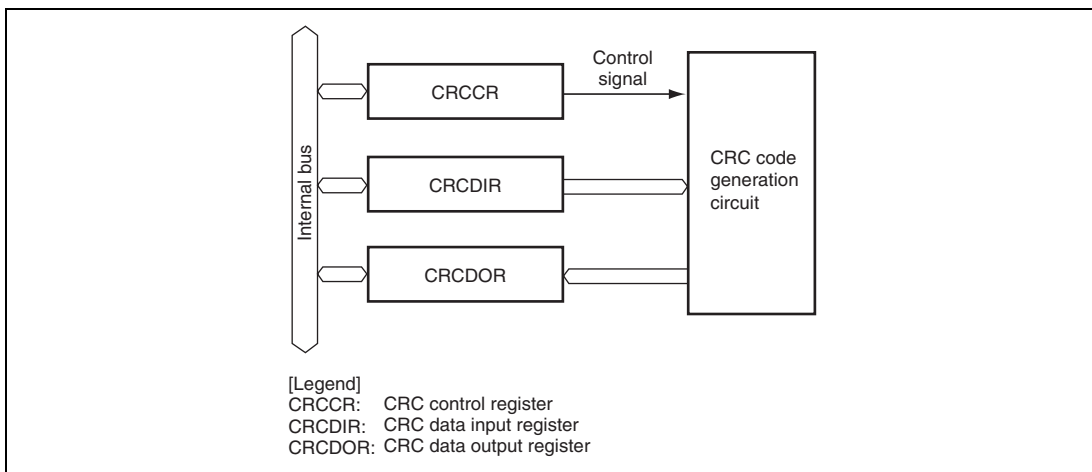 Control
signal
CRCCR
CRCDIR
CRCDOR
Internal bus
CRC code
generation
circuit
[Legend]
CRCCR: CRC control register
CRCDIR: CRC data input register
CRCDOR: CRC data output register